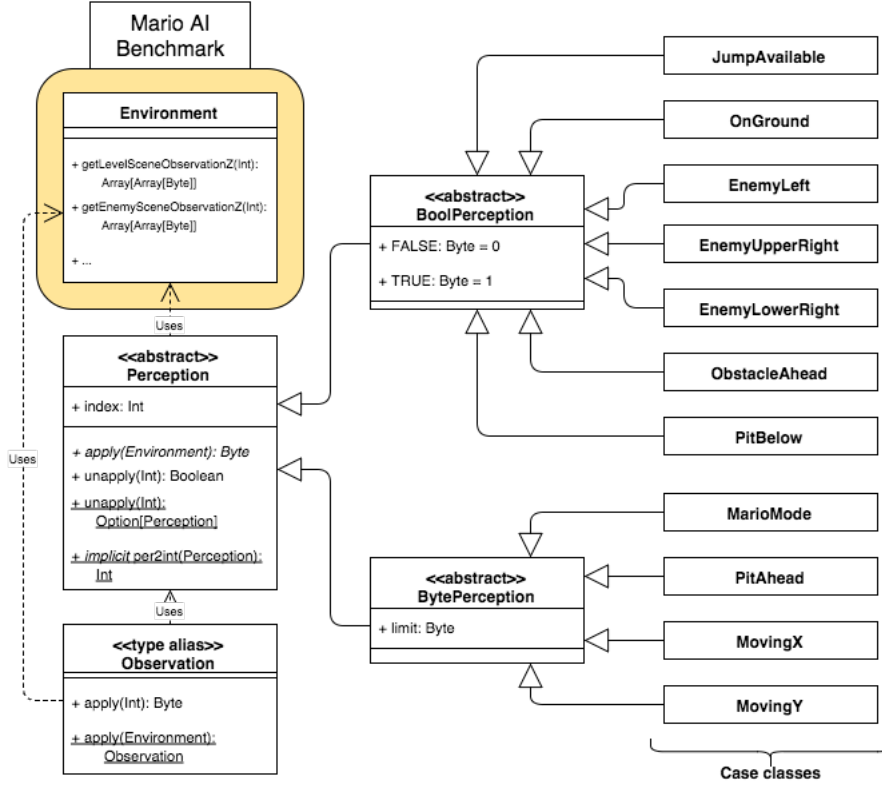 Mario AI
Benchmark
Environment
+ getLevelSceneObservationZ(Int):
Array[Array[Byte]]
+ getEnemySceneObservationZ(Int):
Array[Array[Byte]]
+ ...
Uses
<<abstract>>
Perception
+ index: Int
+ apply(Environment): Byte
+ unapply(Int): Boolean
+ unapply(Int):
Option[Perception]
+ implicit per2int(Perception):
Int
Uses
Uses
<<type alias>>
Observation
+ apply(Int): Byte
+ apply(Environment):
Observation
<<abstract>>
BoolPerception
+ FALSE: Byte = 0
+ TRUE: Byte = 1
<<abstract>>
BytePerception
+ limit: Byte
JumpAvailable
OnGround
EnemyLeft
EnemyUpperRight
EnemyLowerRight
ObstacleAhead
PitBelow
MarioMode
PitAhead
MovingX
MovingY
Case classes